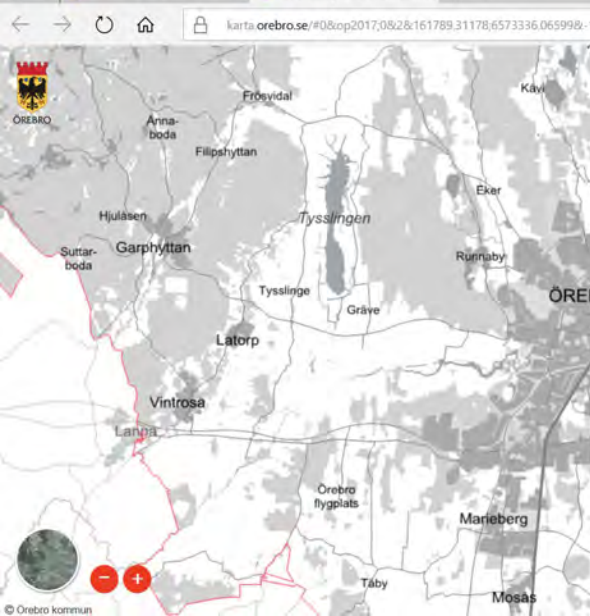 karta.orebro.se/#0&op2017;0&2&161789.31178;6573336.06599&-
ÖREBRO
Frösvidal
Kävi
Anna-
boda
Filipshyttan
Eker
Hjulåsen
Tysslingen
Garphyttan
Suttar-
boda
Runnaby
Tysslinge
ÖREI
Gräve
Latorp
Vintrosa
Lanna
Örebro
flygplats
Marieberg
Täby
Mosås
© Örebro kommun